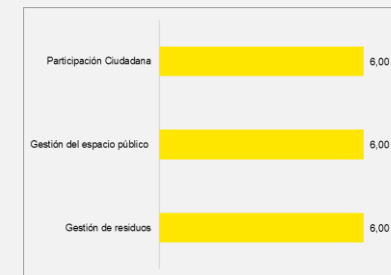 Participación Ciudadana 6,00
Gestión del espacio público 6,00
Gestión de residuos 6,00